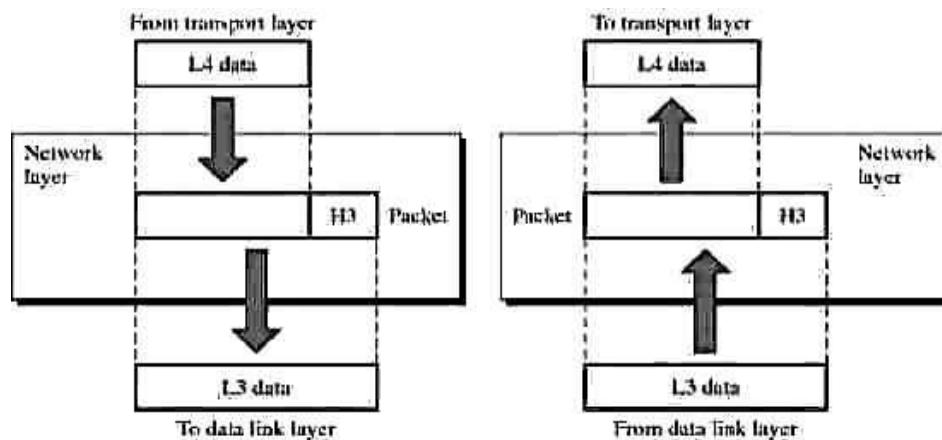 From transport layer
L4 data
Network
layer
H3
Packet
L3 data
To data link layer
To transport layer
L4 data
Network
layer
Packet
H3
L3 data
From data link layer